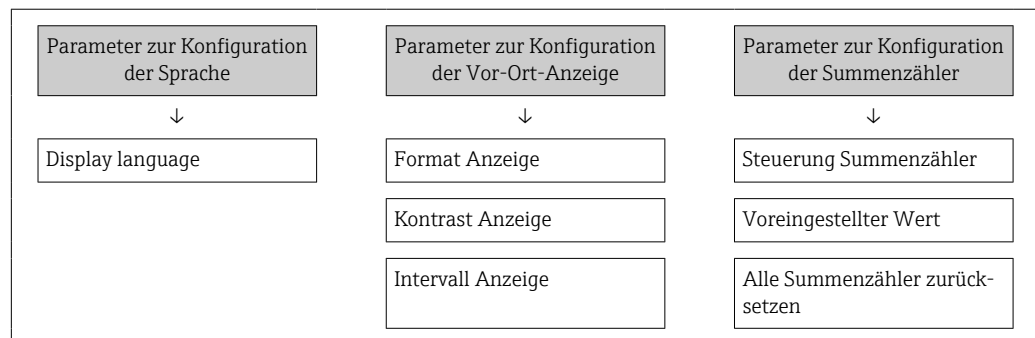 Parameter zur Konfiguration
der Sprache
↓
Display language
Parameter zur Konfiguration
der Vor-Ort-Anzeige
↓
Format Anzeige
Kontrast Anzeige
Intervall Anzeige
Parameter zur Konfiguration
der Summenzähler
↓
Steuerung Summenzähler
Voreingestellter Wert
Alle Summenzähler zurück-
setzen